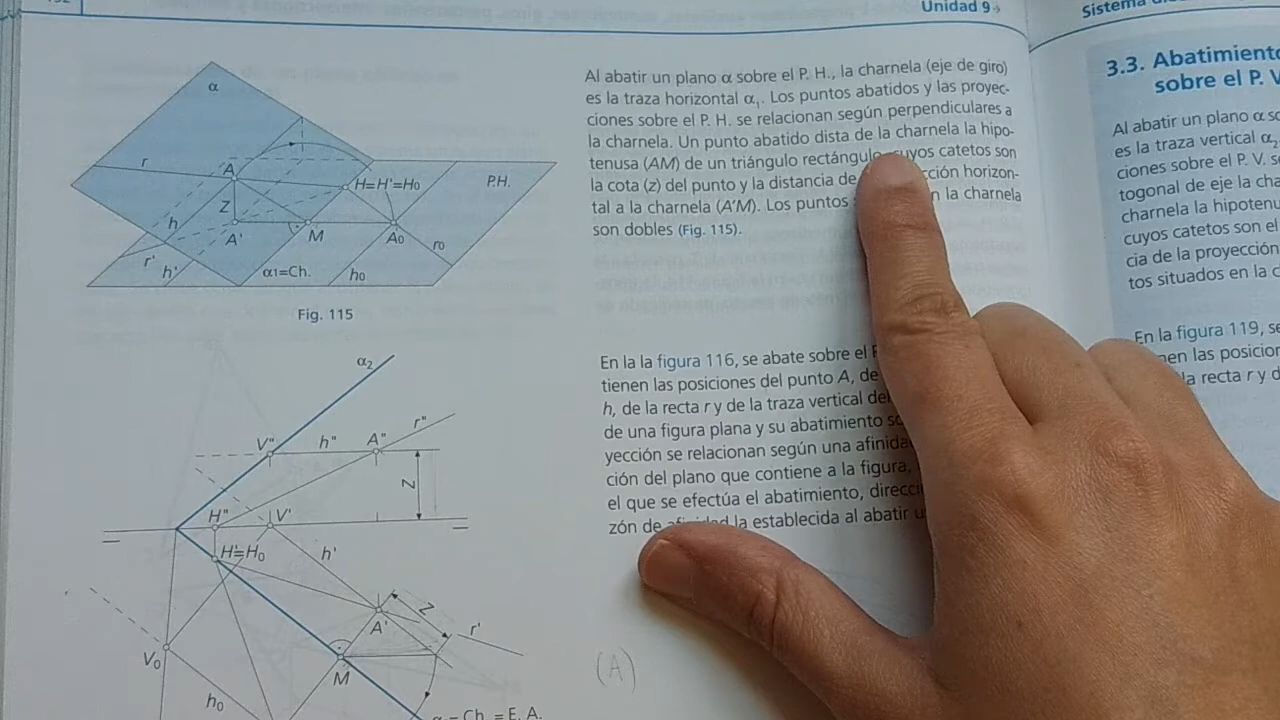 Unidad 9
Sistema
α
r
A
H=H'=H0
P.H.
z
h
A'
M
A0
r0
r'
h'
α1=Ch.
h0
Fig. 115
Al abatir un plano α sobre el P. H., la charnela (eje de giro)
es la traza horizontal α1. Los puntos abatidos y las proyec-
ciones sobre el P. H. se relacionan según perpendiculares a
la charnela. Un punto abatido dista de la charnela la hipo-
tenusa (AM) de un triángulo rectángulo cuyos catetos son
la cota (z) del punto y la distancia de cción horizon-
tal a la charnela (A'M). Los puntos n la charnela
son dobles (Fig. 115).
α2
V"
h"
A"
r"
z
H"
V'
H'=H0
h'
z
A'
r'
V0
M
h0
Ch. = E. A.
En la la figura 116, se abate sobre el
tienen las posiciones del punto A, de
h, de la recta r y de la traza vertical del
de una figura plana y su abatimiento
yección se relacionan según una afinida
ción del plano que contiene a la figura,
el que se efectúa el abatimiento, direcci
zón de la establecida al abatir
(A)
3.3. Abatimiento
sobre el P. V
Al abatir un plano α
es la traza vertical α2
ciones sobre el P. V. s
togonal de eje la cha
charnela la hipotenu
cuyos catetos son el
cia de la proyección
tos situados en la c
En la figura 119, se
nen las posicion
la recta r y d